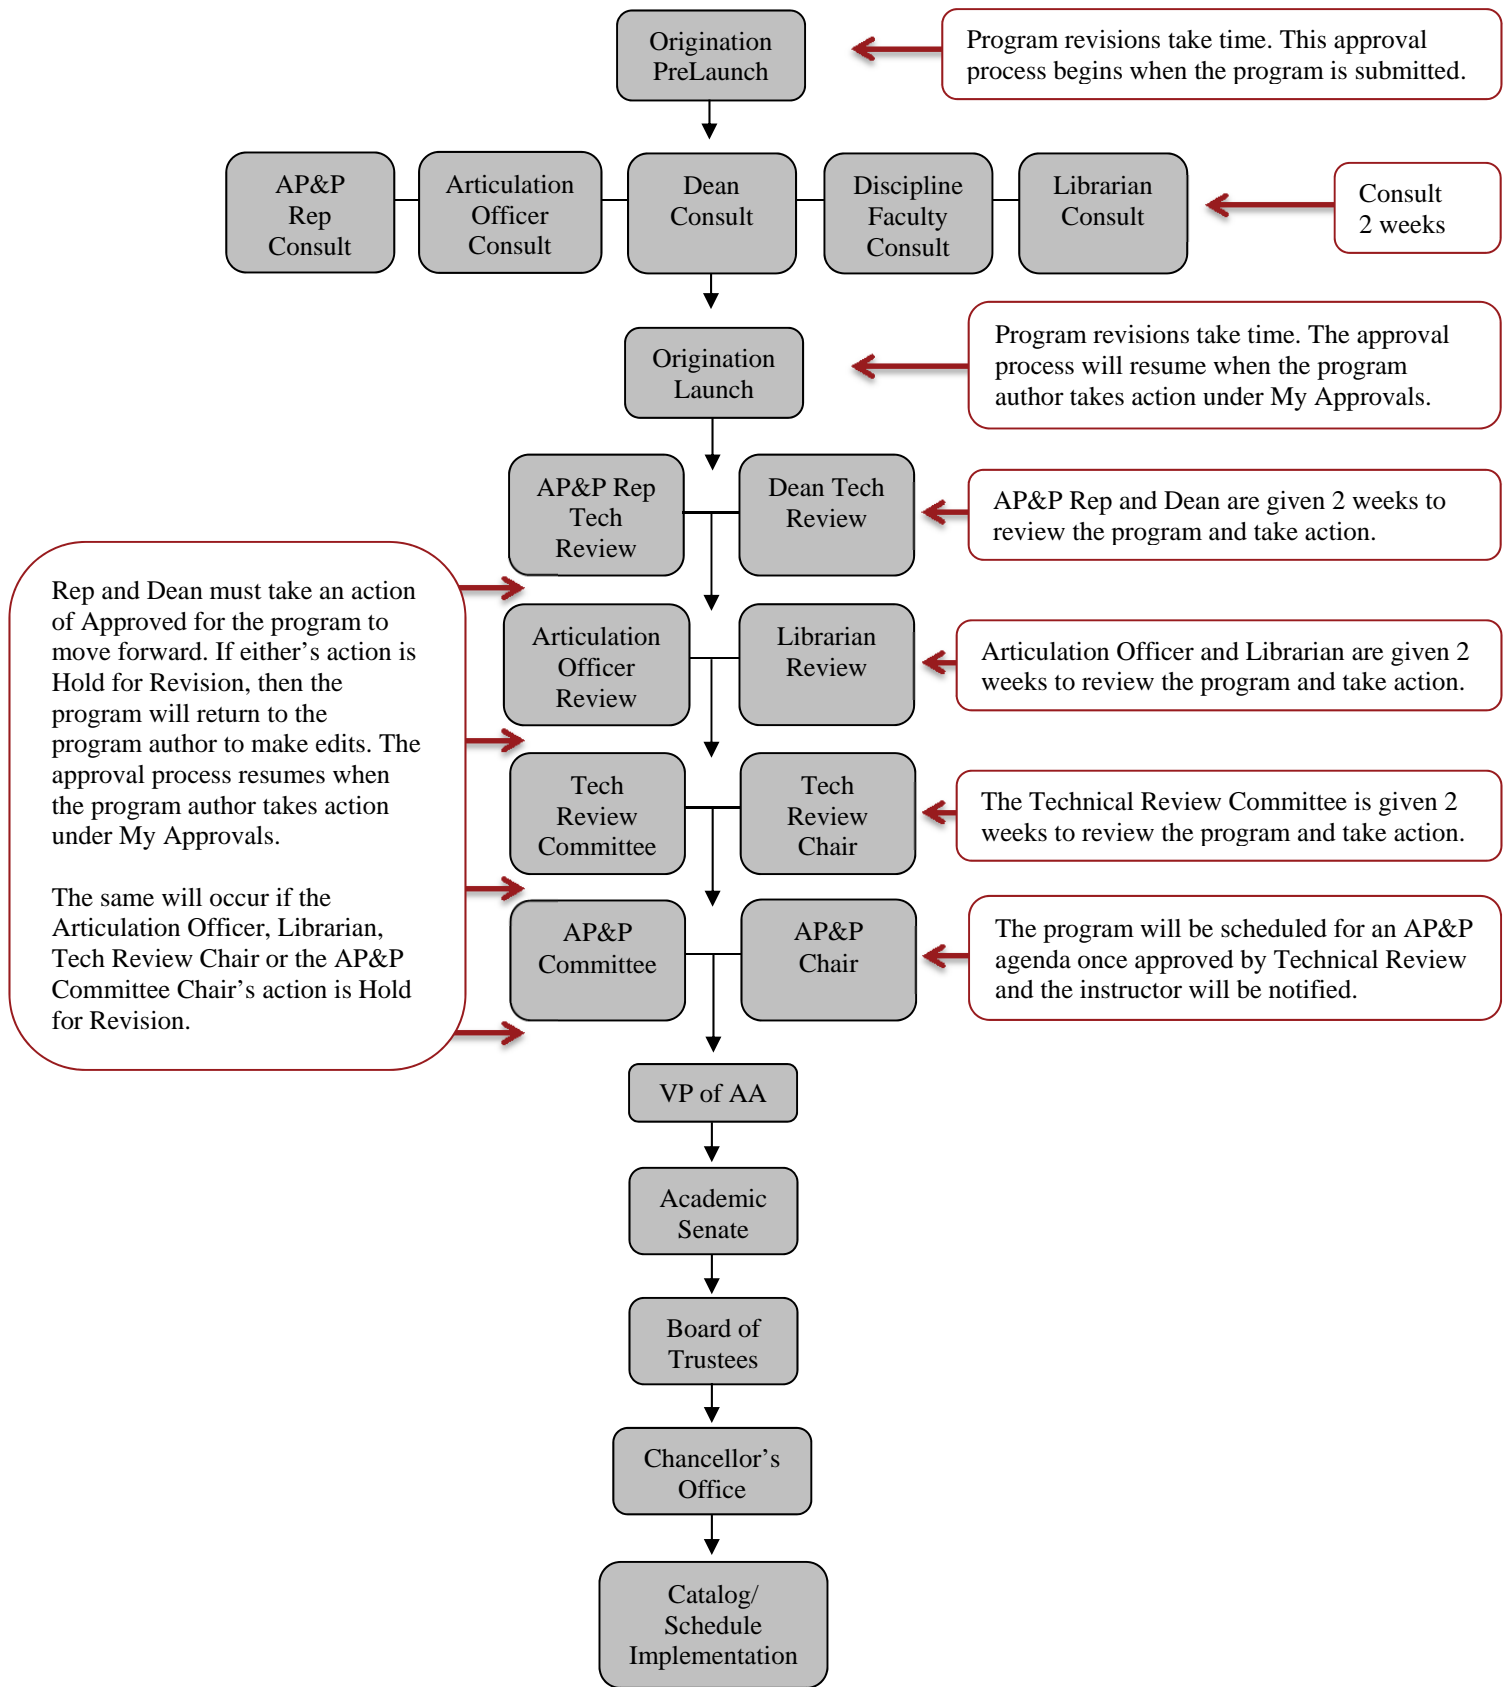 Origination
PreLaunch
Program revisions take time. This approval
process begins when the program is submitted.
AP&P
Rep
Consult
Articulation
Officer
Consult
Dean
Consult
Discipline
Faculty
Consult
Librarian
Consult
Consult
2 weeks
Origination
Launch
Program revisions take time. The approval
process will resume when the program
author takes action under My Approvals.
AP&P Rep
Tech
Review
Dean Tech
Review
AP&P Rep and Dean are given 2 weeks to
review the program and take action.
Rep and Dean must take an action
of Approved for the program to
move forward. If either’s action is
Hold for Revision, then the
program will return to the
program author to make edits. The
approval process resumes when
the program author takes action
under My Approvals.
The same will occur if the
Articulation Officer, Librarian,
Tech Review Chair or the AP&P
Committee Chair’s action is Hold
for Revision.
Articulation
Officer
Review
Librarian
Review
Articulation Officer and Librarian are given 2
weeks to review the program and take action.
Tech
Review
Committee
Tech
Review
Chair
The Technical Review Committee is given 2
weeks to review the program and take action.
AP&P
Committee
AP&P
Chair
The program will be scheduled for an AP&P
agenda once approved by Technical Review
and the instructor will be notified.
VP of AA
Academic
Senate
Board of
Trustees
Chancellor’s
Office
Catalog/
Schedule
Implementation